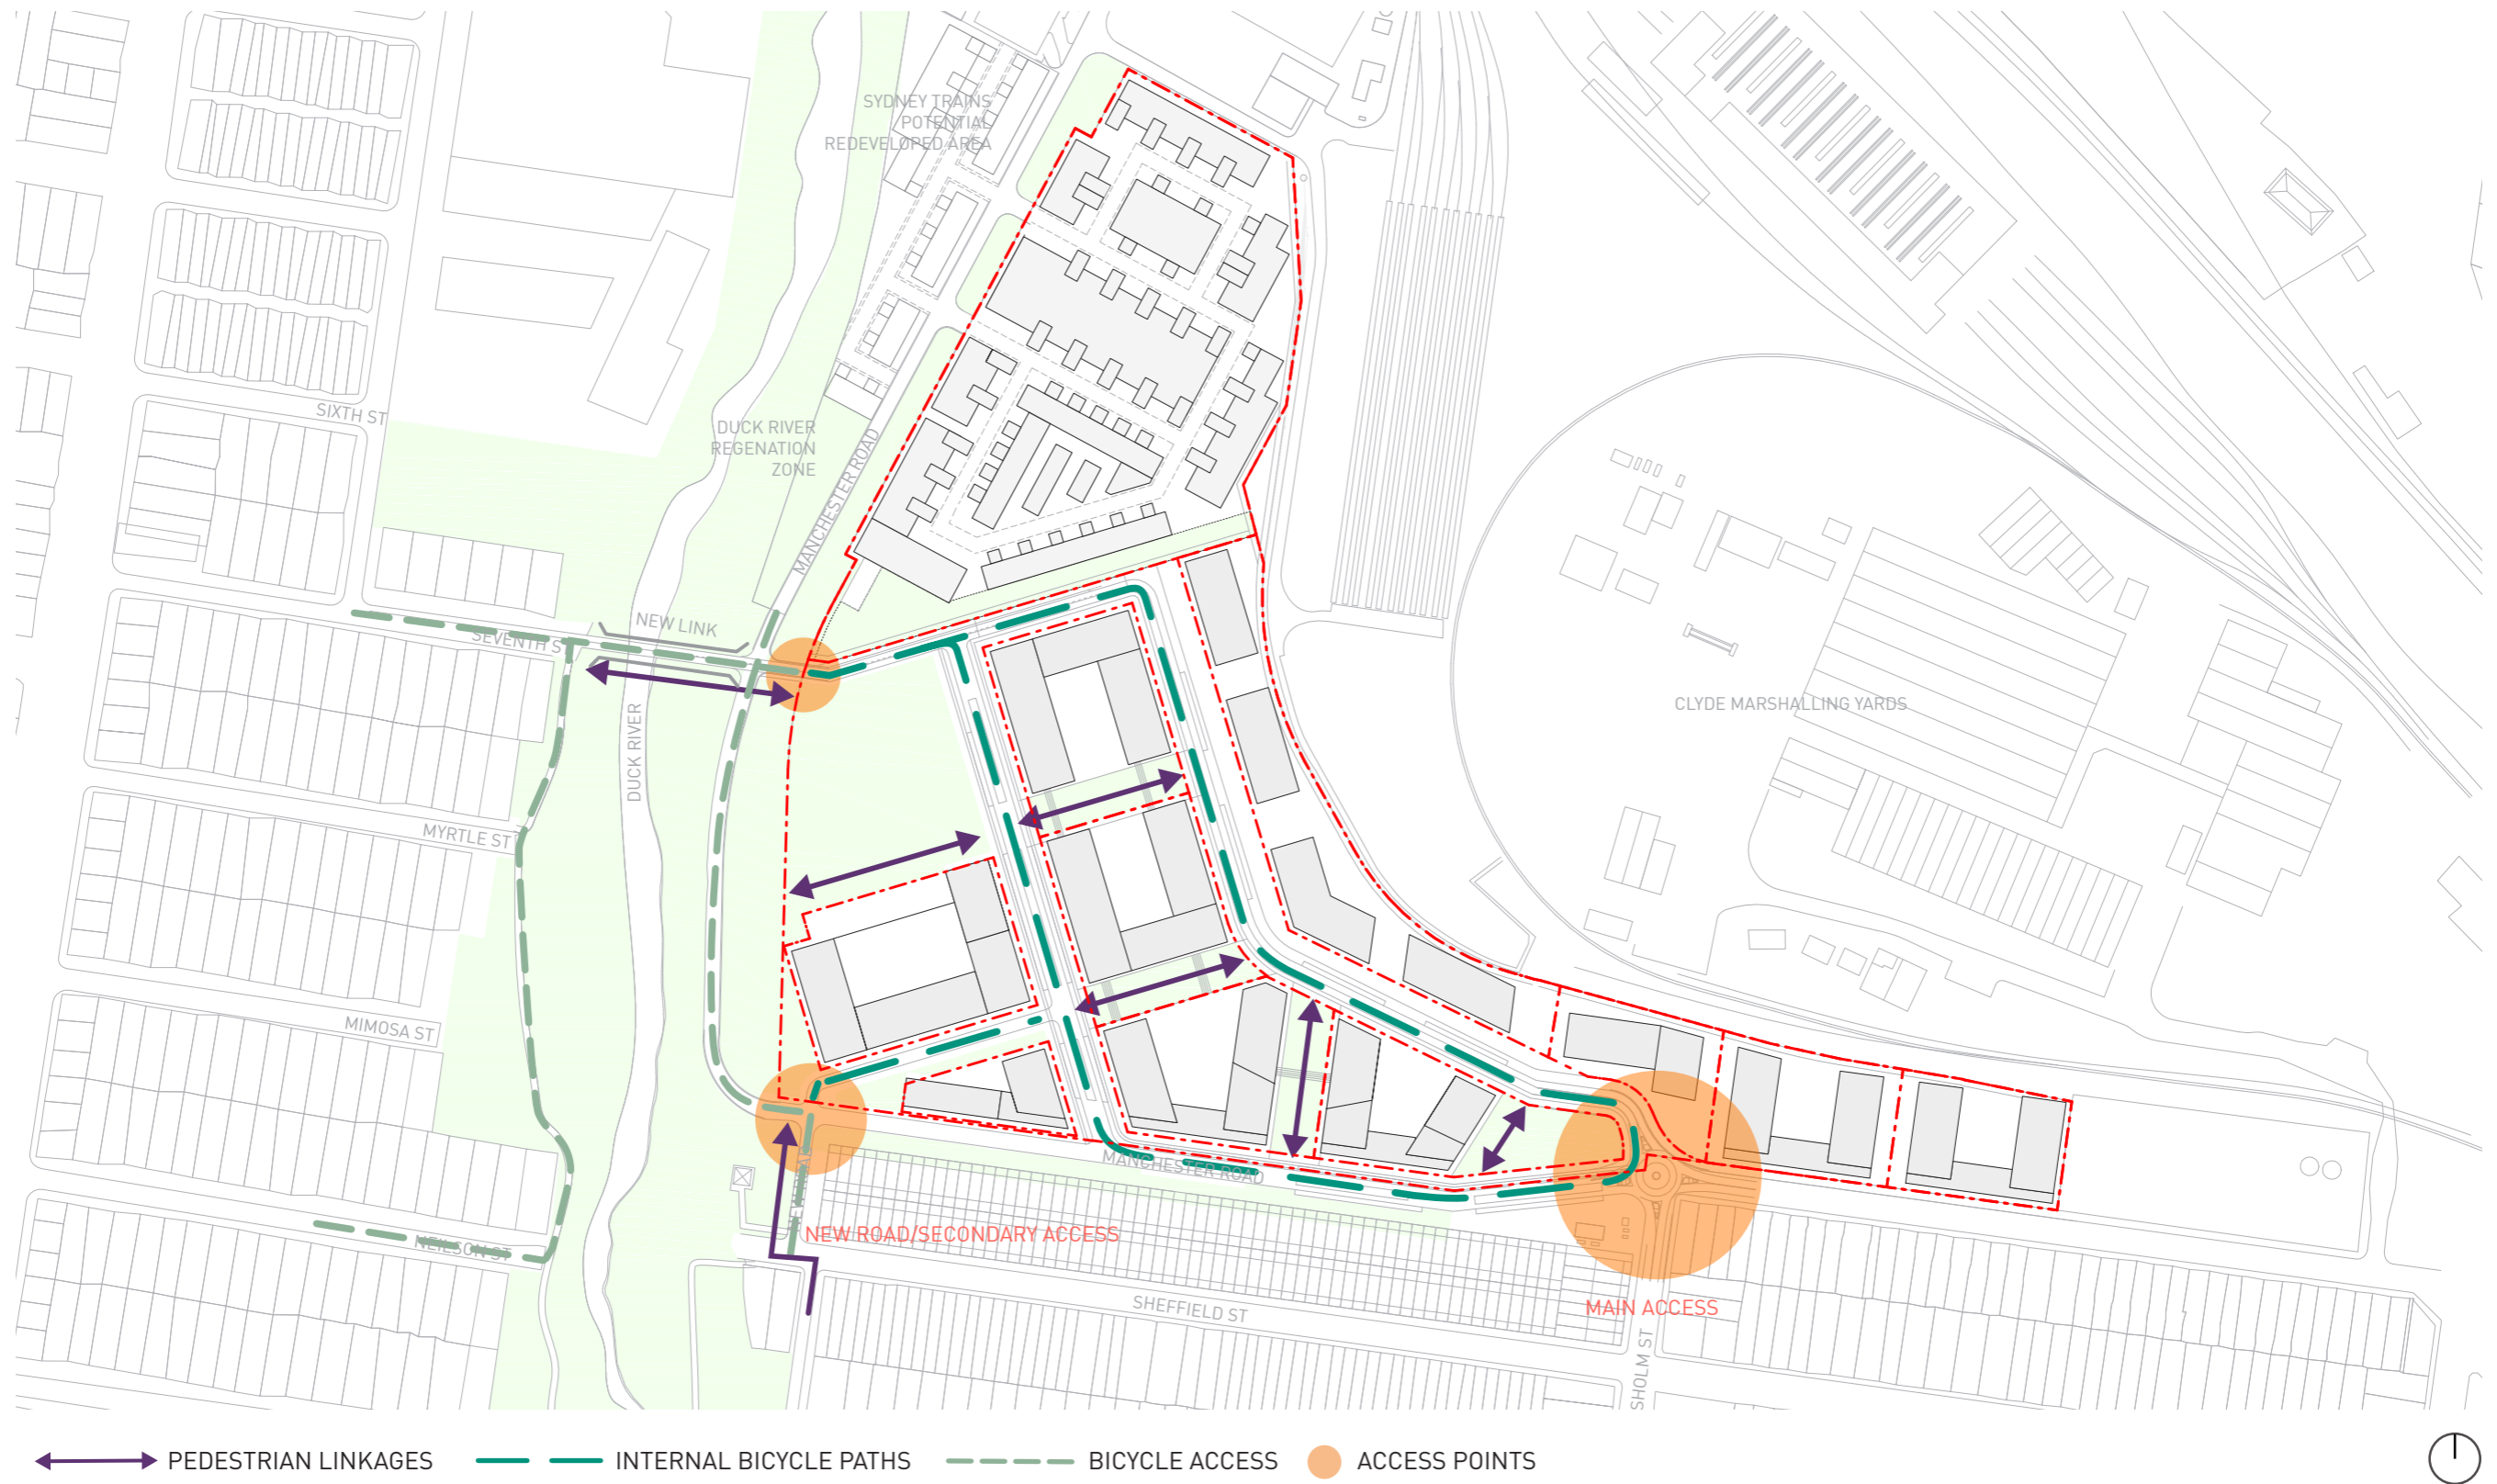 SYDNEY TRAINS
POTENTIAL
REDEVELOPED AREA
SIXTH ST
DUCK RIVER
REGENATION
ZONE
MANCHESTER ROAD
NEW LINK
SEVENTH S
DUCK RIVER
CLYDE MARSHALLING YARDS
MYRTLE ST
MIMOSA ST
MANCHESTER ROAD
NEILSON ST
NEW ROAD/SECONDARY ACCESS
SHEFFIELD ST
MAIN ACCESS
SHOLM ST
PEDESTRIAN LINKAGES
INTERNAL BICYCLE PATHS
BICYCLE ACCESS
ACCESS POINTS